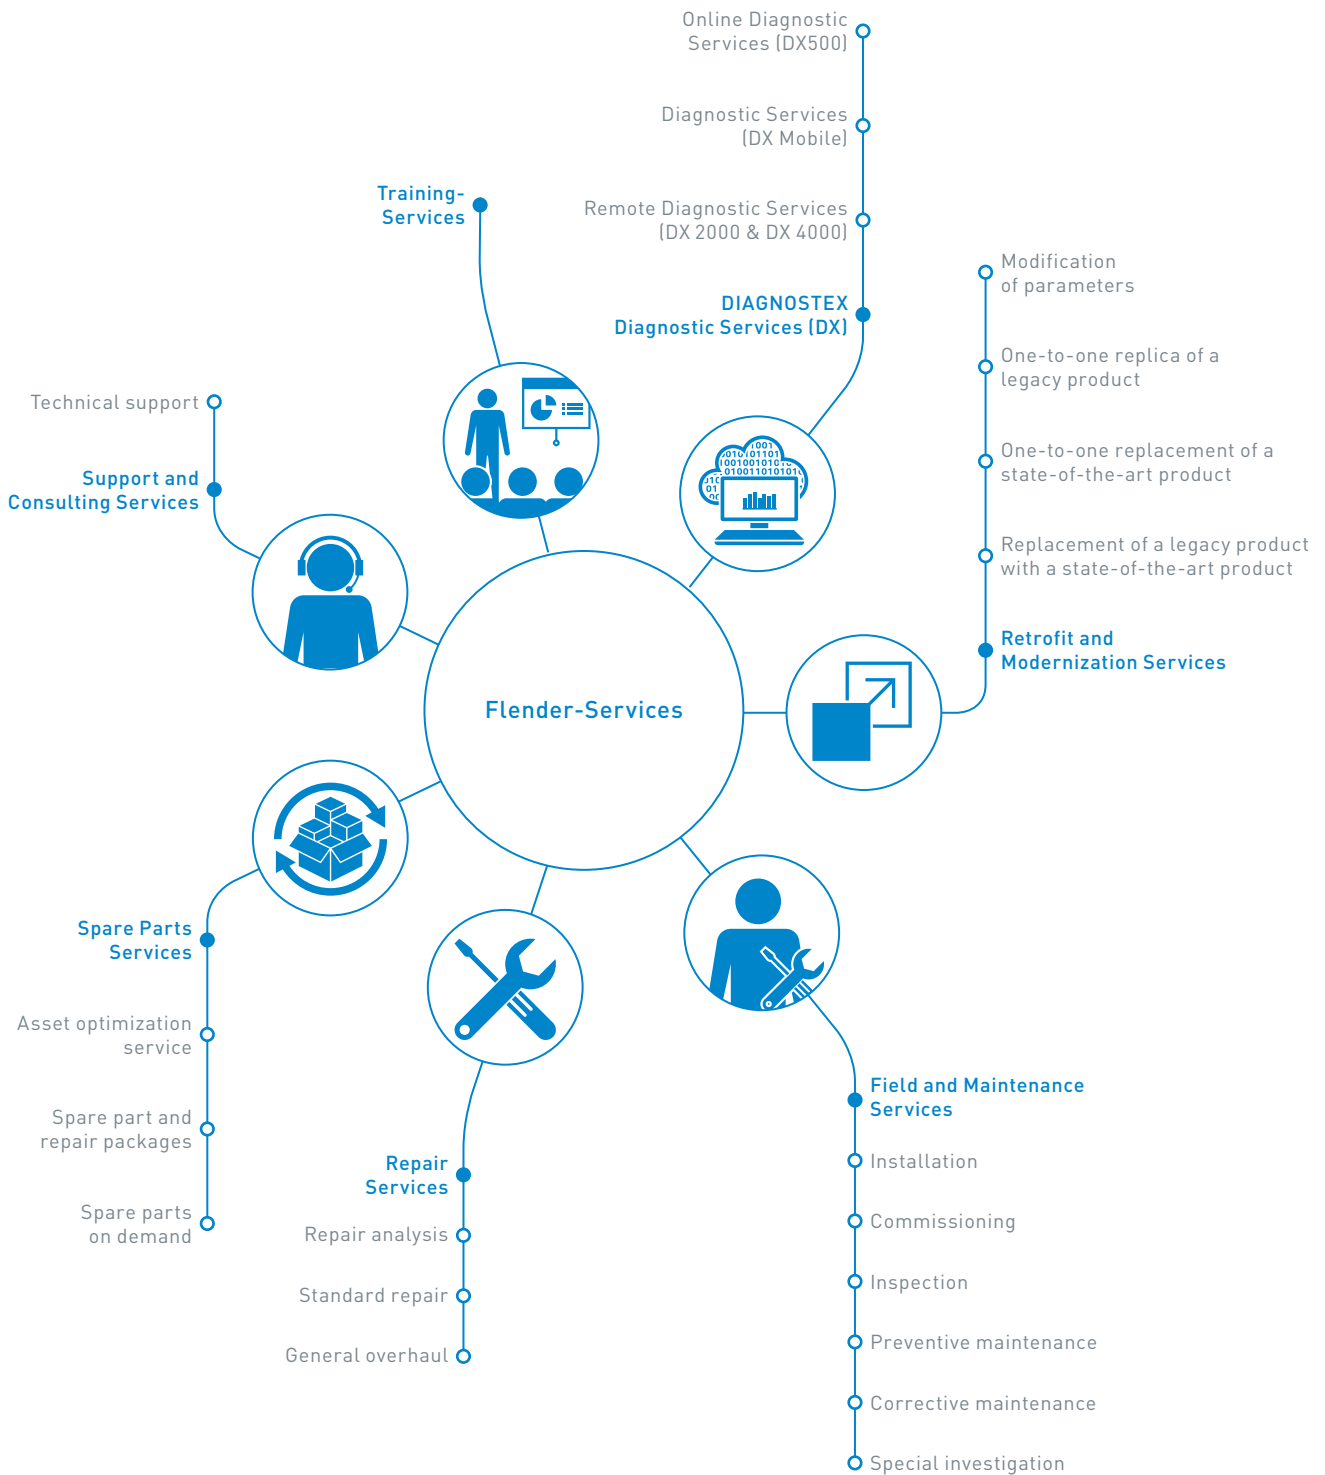 Online Diagnostic
Services (DX500)
Diagnostic Services
(DX Mobile)
Remote Diagnostic Services
(DX 2000 & DX 4000)
DIAGNOSTEX
Diagnostic Services (DX)
Training-
Services
Modification
of parameters
One-to-one replica of a
legacy product
One-to-one replacement of a
state-of-the-art product
Replacement of a legacy product
with a state-of-the-art product
Retrofit and
Modernization Services
Technical support
Support and
Consulting Services
Flender-Services
Spare Parts
Services
Asset optimization
service
Spare part and
repair packages
Spare parts
on demand
Repair
Services
Repair analysis
Standard repair
General overhaul
Field and Maintenance
Services
Installation
Commissioning
Inspection
Preventive maintenance
Corrective maintenance
Special investigation